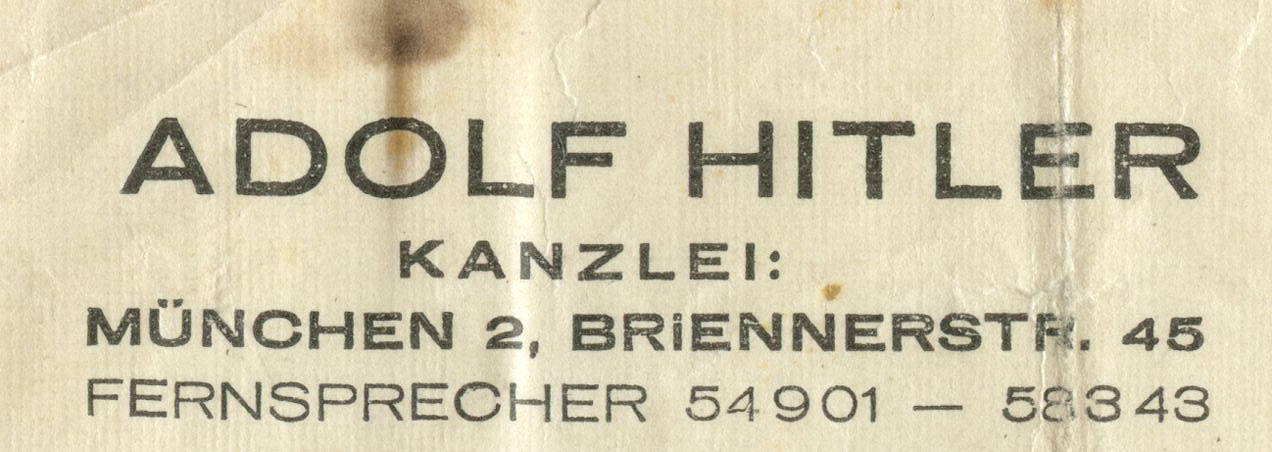 ADOLF HITLER
KANZLEI:
MÜNCHEN 2, BRIENNERSTR. 45
FERNSPRECHER 54901 — 58343